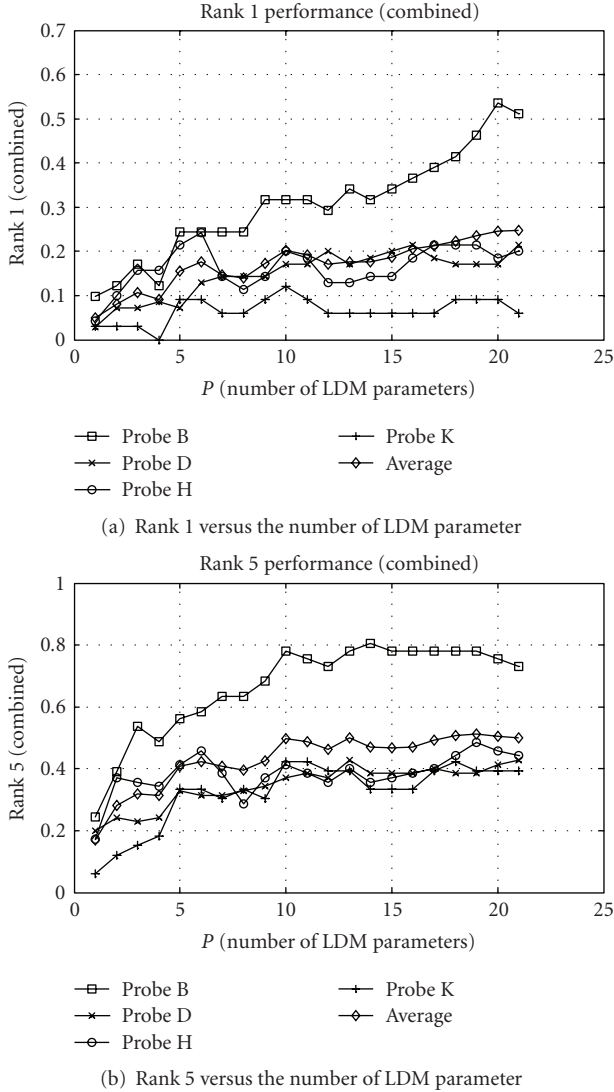 Rank 1 performance (combined)
0.7
0.6
0.5
0.4
0.3
0.2
0.1
0
Rank 1 (combined)
0 5 10 15 20 25
P (number of LDM parameters)
Probe B
Probe D
Probe H
Probe K
Average
(a) Rank 1 versus the number of LDM parameter
Rank 5 performance (combined)
1
0.8
0.6
0.4
0.2
0
Rank 5 (combined)
0 5 10 15 20 25
P (number of LDM parameters)
Probe B
Probe D
Probe H
Probe K
Average
(b) Rank 5 versus the number of LDM parameter